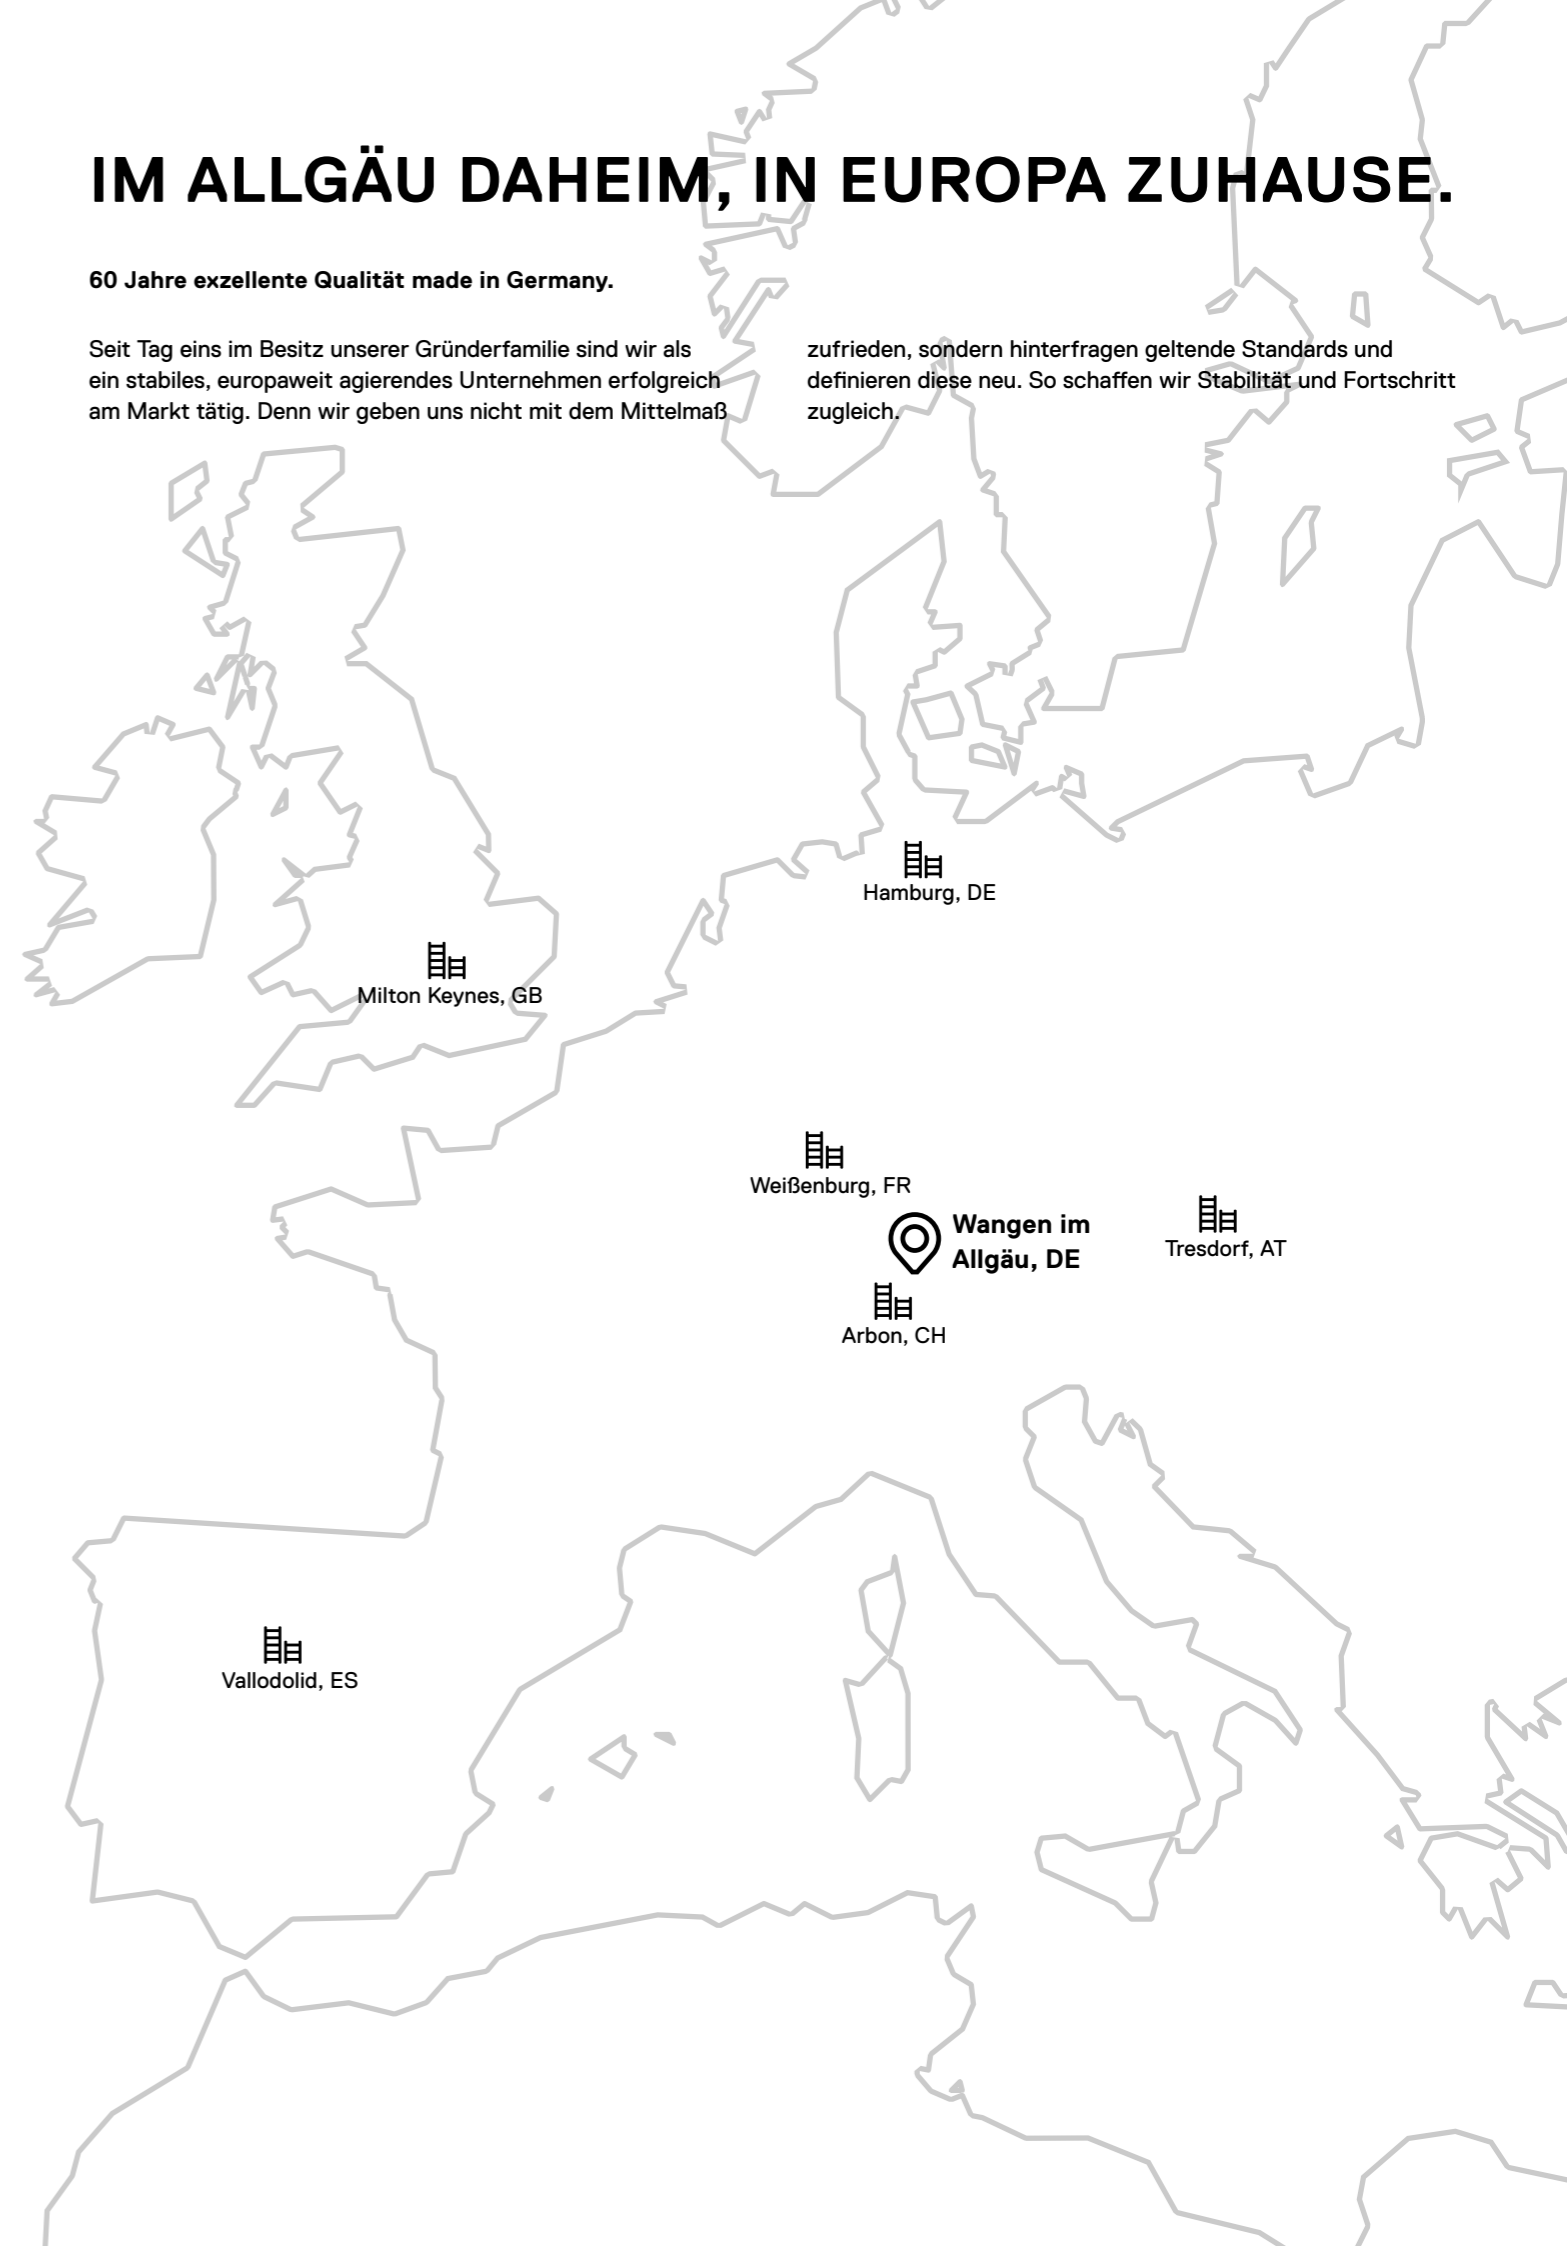 IM ALLGÄU DAHEIM, IN EUROPA ZUHAUSE.
60 Jahre exzellente Qualität made in Germany.
Seit Tag eins im Besitz unserer Gründerfamilie sind wir als
ein stabiles, europaweit agierendes Unternehmen erfolgreich
am Markt tätig. Denn wir geben uns nicht mit dem Mittelmaß
zufrieden, sondern hinterfragen geltende Standards und
definieren diese neu. So schaffen wir Stabilität und Fortschritt
zugleich.
Hamburg, DE
Milton Keynes, GB
Weißenburg, FR
Wangen im
Allgäu, DE
Tresdorf, AT
Arbon, CH
Vallodolid, ES